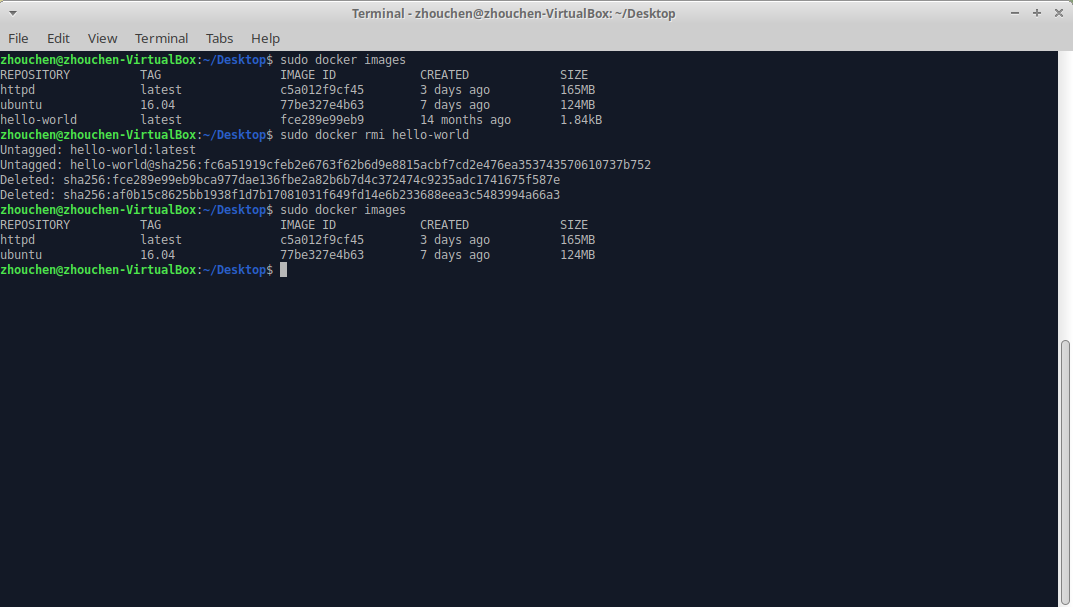 Terminal - zhouchen@zhouchen-VirtualBox: ~/Desktop
File Edit View Terminal Tabs Help
zhouchen@zhouchen-VirtualBox:~/Desktop$ sudo docker images
REPOSITORY TAG IMAGE ID CREATED SIZE
httpd latest c5a012f9cf45 3 days ago 165MB
ubuntu 16.04 77be327e4b63 7 days ago 124MB
hello-world latest fce289e99eb9 14 months ago 1.84kB
zhouchen@zhouchen-VirtualBox:~/Desktop$ sudo docker rmi hello-world
Untagged: hello-world:latest
Untagged: hello-world@sha256:fc6a51919cfeb2e6763f62b6d9e8815acbf7cd2e476ea353743570610737b752
Deleted: sha256:fce289e99eb9bca977dae136fbe2a82b6b7d4c372474c9235adc1741675f587e
Deleted: sha256:af0b15c8625bb1938f1d7b17081031f649fd14e6b233688eea3c5483994a66a3
zhouchen@zhouchen-VirtualBox:~/Desktop$ sudo docker images
REPOSITORY TAG IMAGE ID CREATED SIZE
httpd latest c5a012f9cf45 3 days ago 165MB
ubuntu 16.04 77be327e4b63 7 days ago 124MB
zhouchen@zhouchen-VirtualBox:~/Desktop$